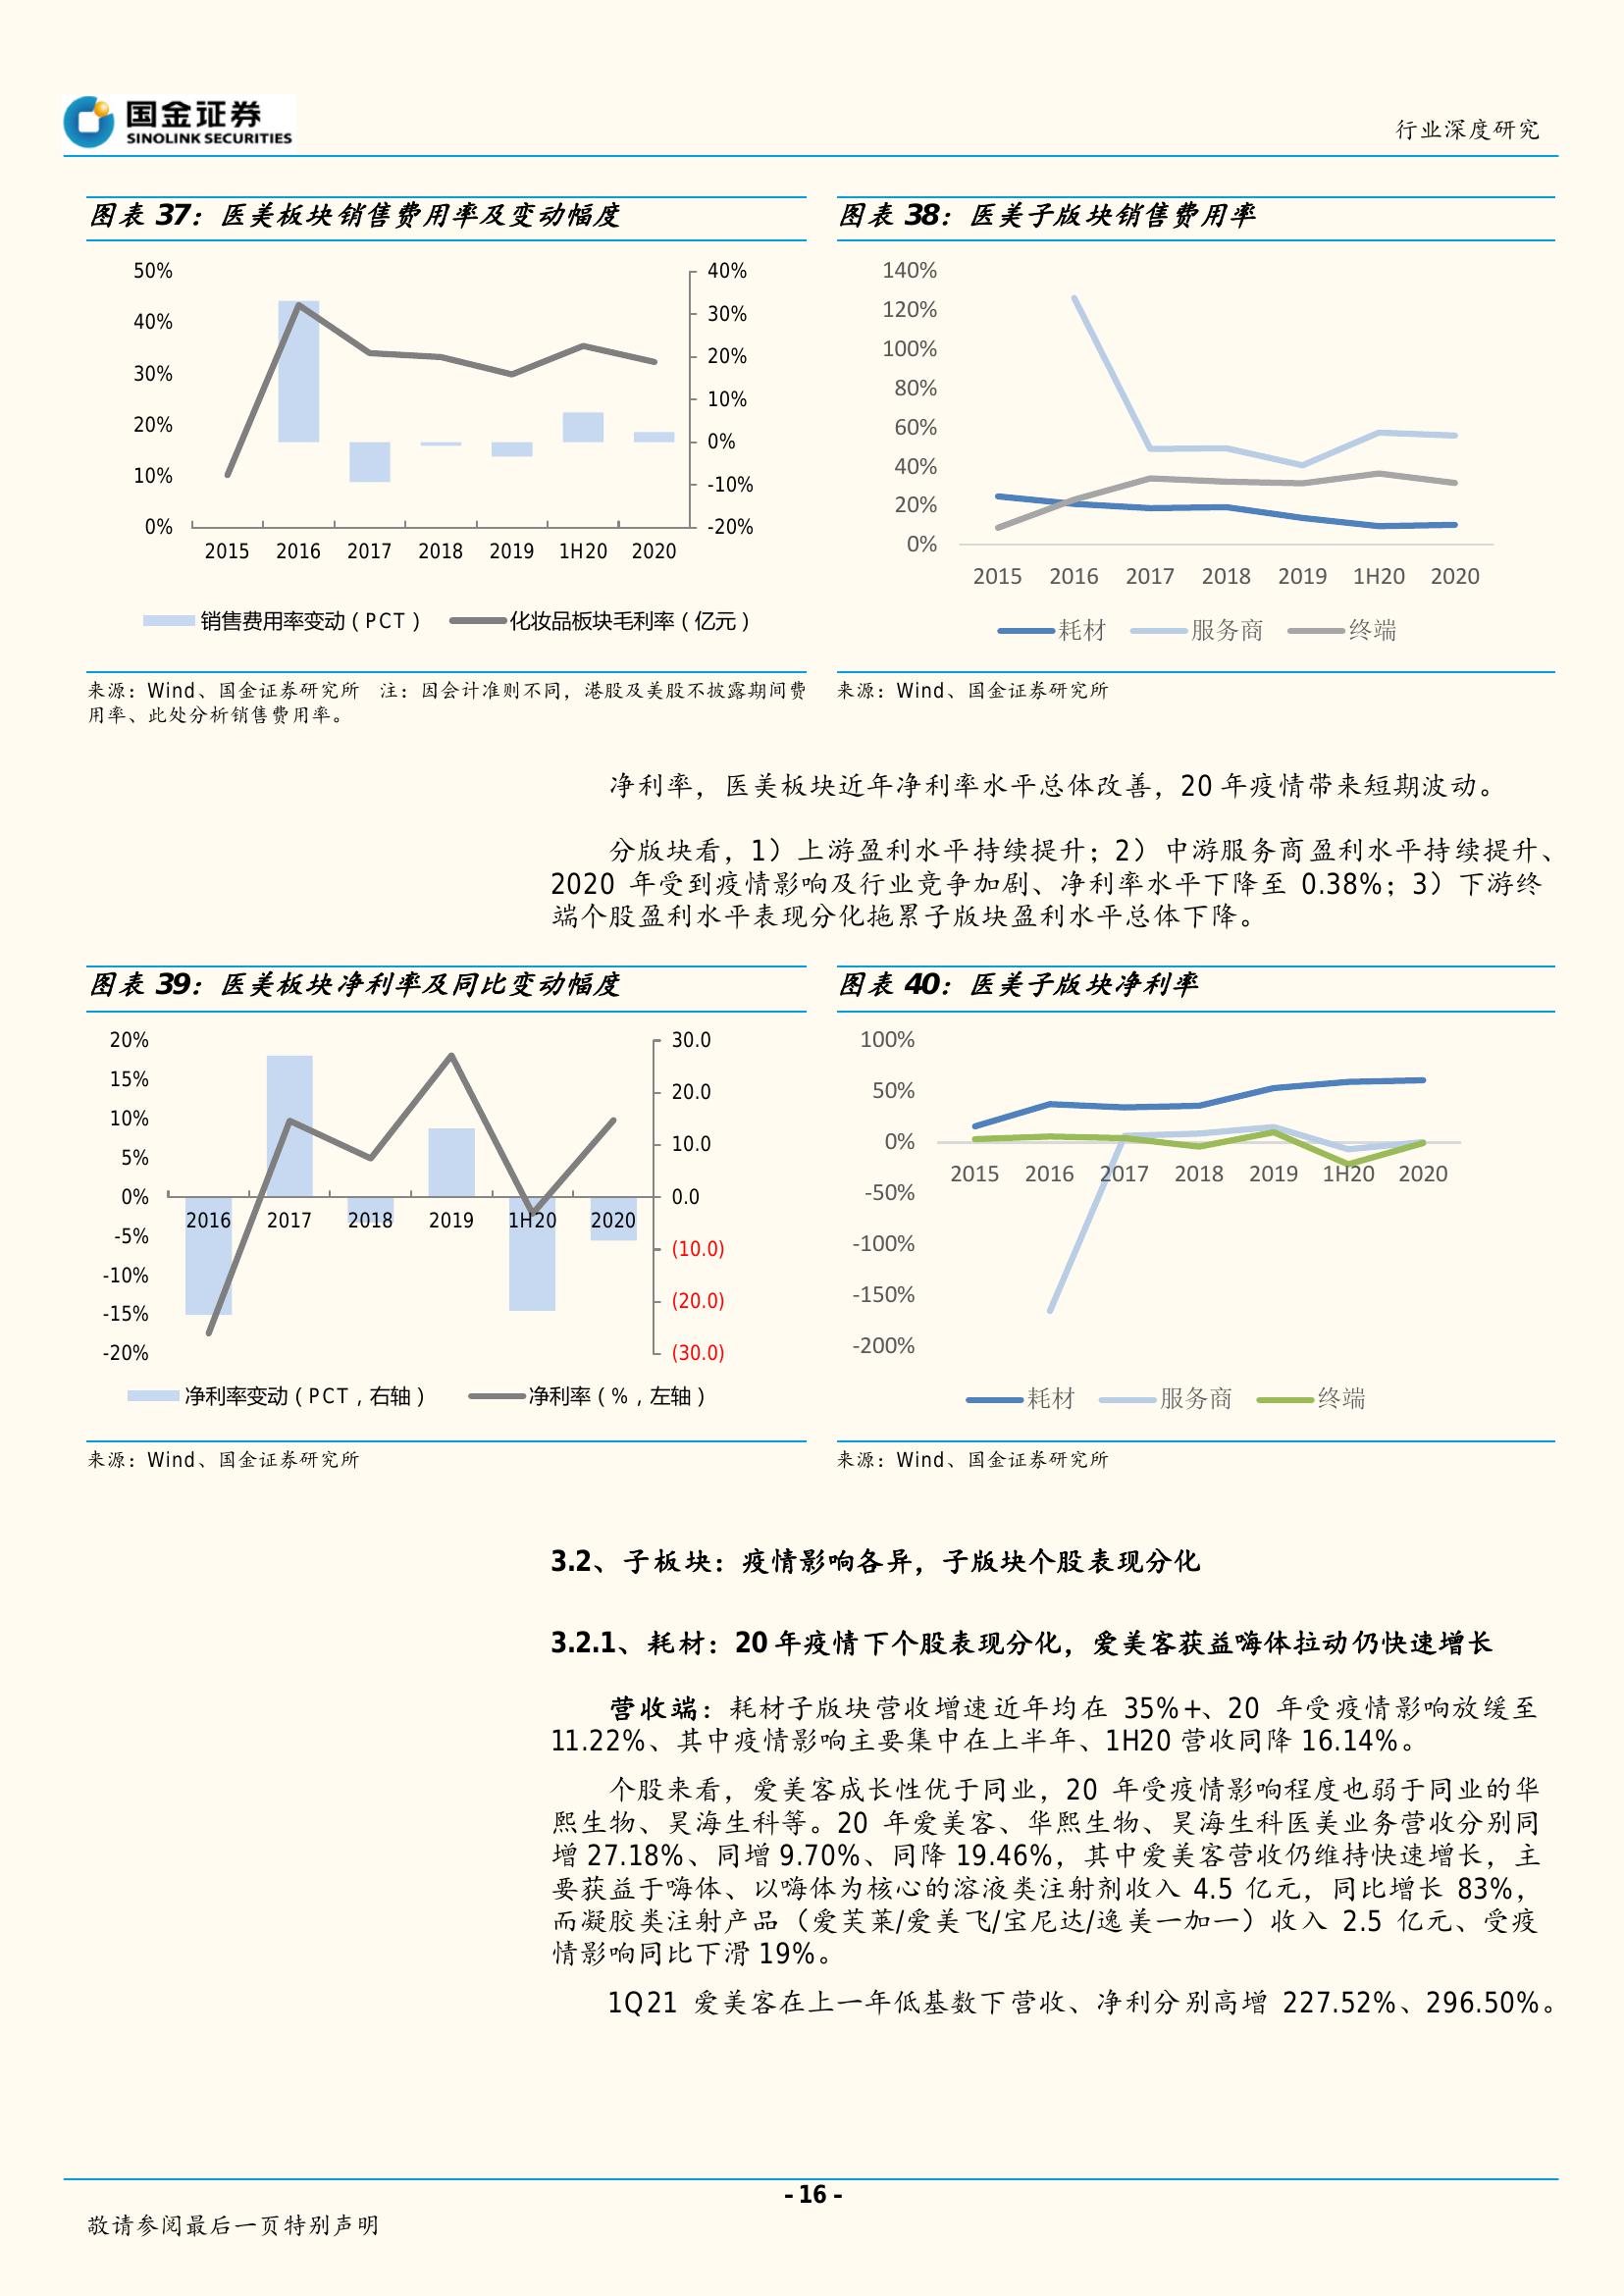 国金证券
SINOLINK SECURITIES
行业深度研究
图表 37：医美板块销售费用率及变动幅度
50%
40%
30%
20%
10%
0%
40%
30%
20%
10%
0%
-10%
-20%
2015 2016 2017 2018 2019 1H20 2020
销售费用率变动（PCT） 化妆品板块毛利率（亿元）
来源：Wind、国金证券研究所 注：因会计准则不同，港股及美股不披露期间费
用率、此处分析销售费用率。
图表 38：医美子版块销售费用率
140%
120%
100%
80%
60%
40%
20%
0%
2015 2016 2017 2018 2019 1H20 2020
耗材 服务商 终端
来源：Wind、国金证券研究所
净利率，医美板块近年净利率水平总体改善，20 年疫情带来短期波动。
分版块看，1）上游盈利水平持续提升；2）中游服务商盈利水平持续提升、
2020 年受到疫情影响及行业竞争加剧、净利率水平下降至 0.38%；3）下游终
端个股盈利水平表现分化拖累子版块盈利水平总体下降。
图表 39：医美板块净利率及同比变动幅度
20%
15%
10%
5%
0%
-5%
-10%
-15%
-20%
30.0
20.0
10.0
0.0
(10.0)
(20.0)
(30.0)
2016 2017 2018 2019 1H20 2020
净利率变动（PCT，右轴） 净利率（%，左轴）
来源：Wind、国金证券研究所
图表 40：医美子版块净利率
100%
50%
0%
-50%
-100%
-150%
-200%
2015 2016 2017 2018 2019 1H20 2020
耗材 服务商 终端
来源：Wind、国金证券研究所
3.2、子板块：疫情影响各异，子版块个股表现分化
3.2.1、耗材：20 年疫情下个股表现分化，爱美客获益嗨体拉动仍快速增长
营收端：耗材子版块营收增速近年均在 35%+、20 年受疫情影响放缓至
11.22%、其中疫情影响主要集中在上半年、1H20 营收同降 16.14%。
个股来看，爱美客成长性优于同业，20 年受疫情影响程度也弱于同业的华
熙生物、昊海生科等。20 年爱美客、华熙生物、昊海生科医美业务营收分别同
增 27.18%、同增 9.70%、同降 19.46%，其中爱美客营收仍维持快速增长，主
要获益于嗨体、以嗨体为核心的溶液类注射剂收入 4.5 亿元，同比增长 83%，
而凝胶类注射产品（爱芙莱/爱美飞/宝尼达/逸美一加一）收入 2.5 亿元、受疫
情影响同比下滑 19%。
1Q21 爱美客在上一年低基数下营收、净利分别高增 227.52%、296.50%。
- 16 -
敬请参阅最后一页特别声明